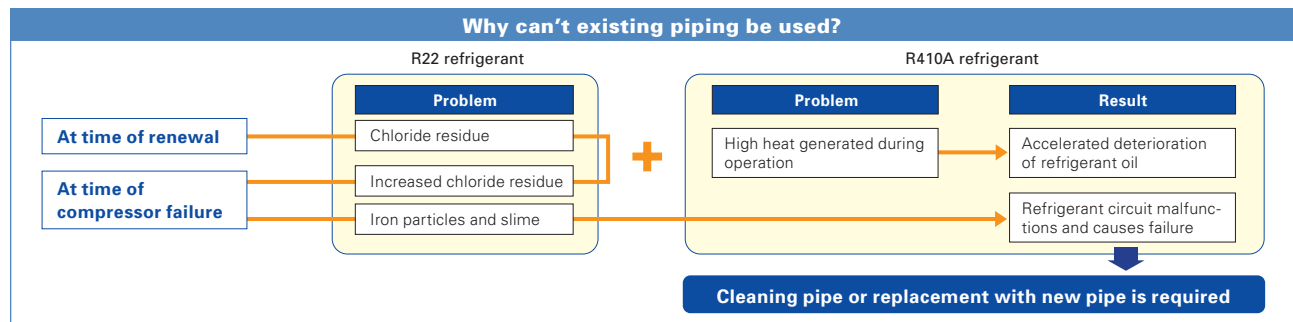 Why can’t existing piping be used?
R22 refrigerant
R410A refrigerant
Problem
Problem
Result
At time of renewal
Chloride residue
High heat generated during
operation
Accelerated deterioration
of refrigerant oil
At time of
compressor failure
Increased chloride residue
Iron particles and slime
Refrigerant circuit malfunc-
tions and causes failure
Cleaning pipe or replacement with new pipe is required